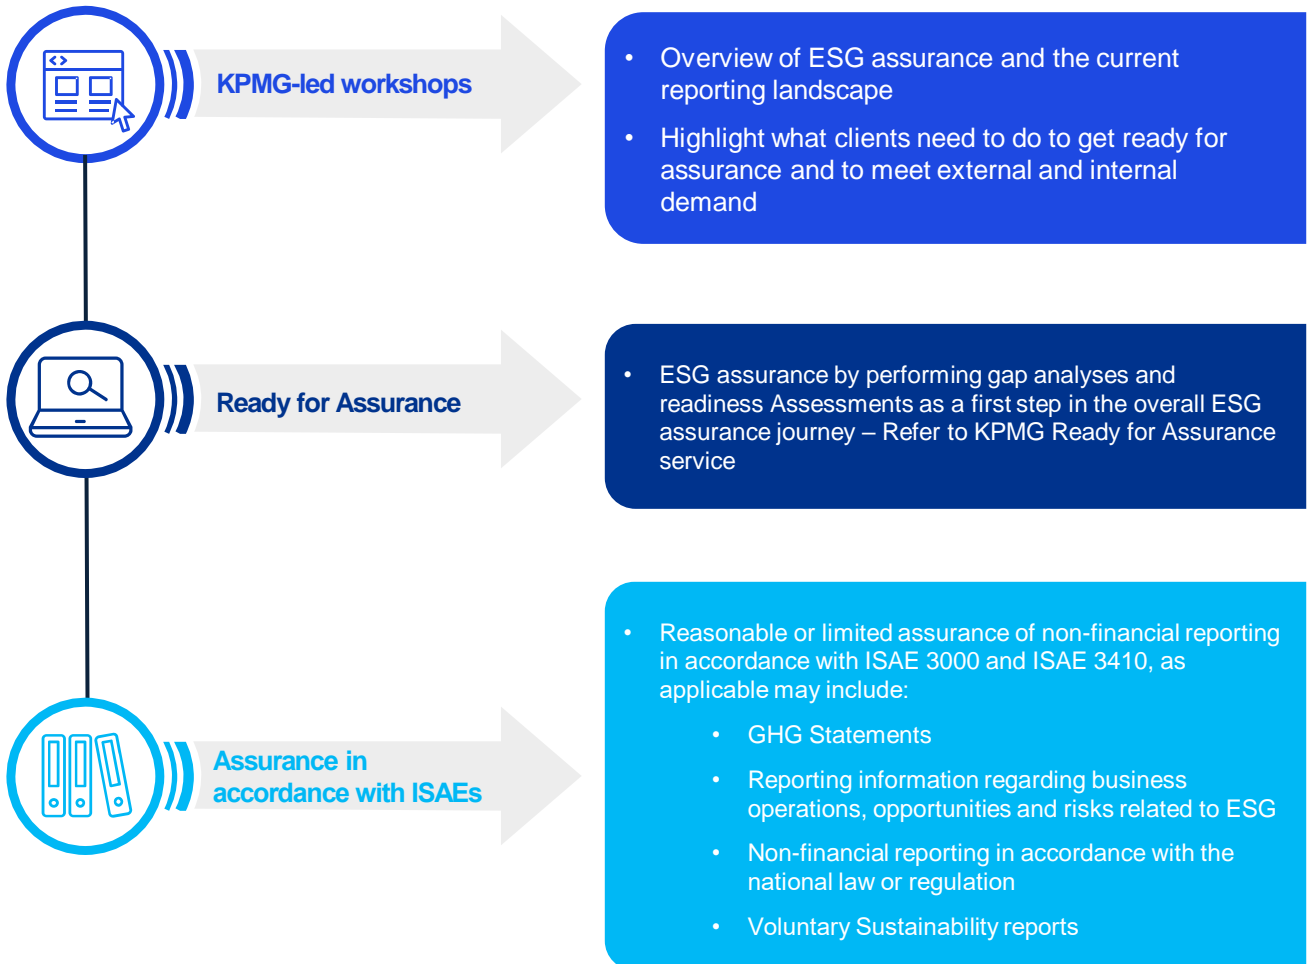 KPMG-led workshops
• Overview of ESG assurance and the current
reporting landscape
• Highlight what clients need to do to get ready for
assurance and to meet external and internal
demand
Ready for Assurance
• ESG assurance by performing gap analyses and
readiness Assessments as a first step in the overall ESG
assurance journey – Refer to KPMG Ready for Assurance
service
Assurance in
accordance with ISAEs
• Reasonable or limited assurance of non-financial reporting
in accordance with ISAE 3000 and ISAE 3410, as
applicable may include:
• GHG Statements
• Reporting information regarding business
operations, opportunities and risks related to ESG
• Non-financial reporting in accordance with the
national law or regulation
• Voluntary Sustainability reports